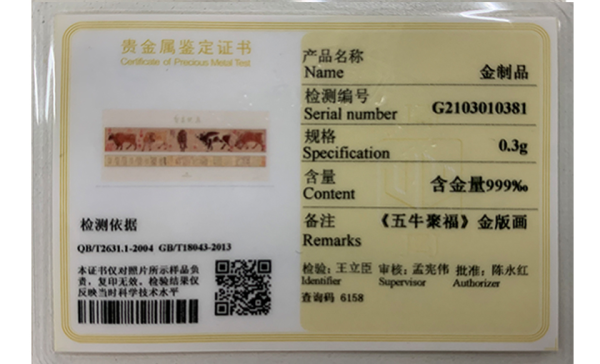 贵金属鉴定证书
Certificate of Precious Metal Test
检测依据
QB/T2631.1-2004 GB/T18043-2013
本证书仅对照片所示样品负
责,复印无效。检验结果仅
反映当时科学技术水平
产品名称 金制品
Name
检测编号 G2103010381
Serial number
规格 0.3g
Specification
含量 含金量999‰
Content
备注 《五牛聚福》金版画
Remarks
检验:王立臣 审核:孟宪伟 批准:陈永红
Identifier Supervisor Authorizer
查询码 6158